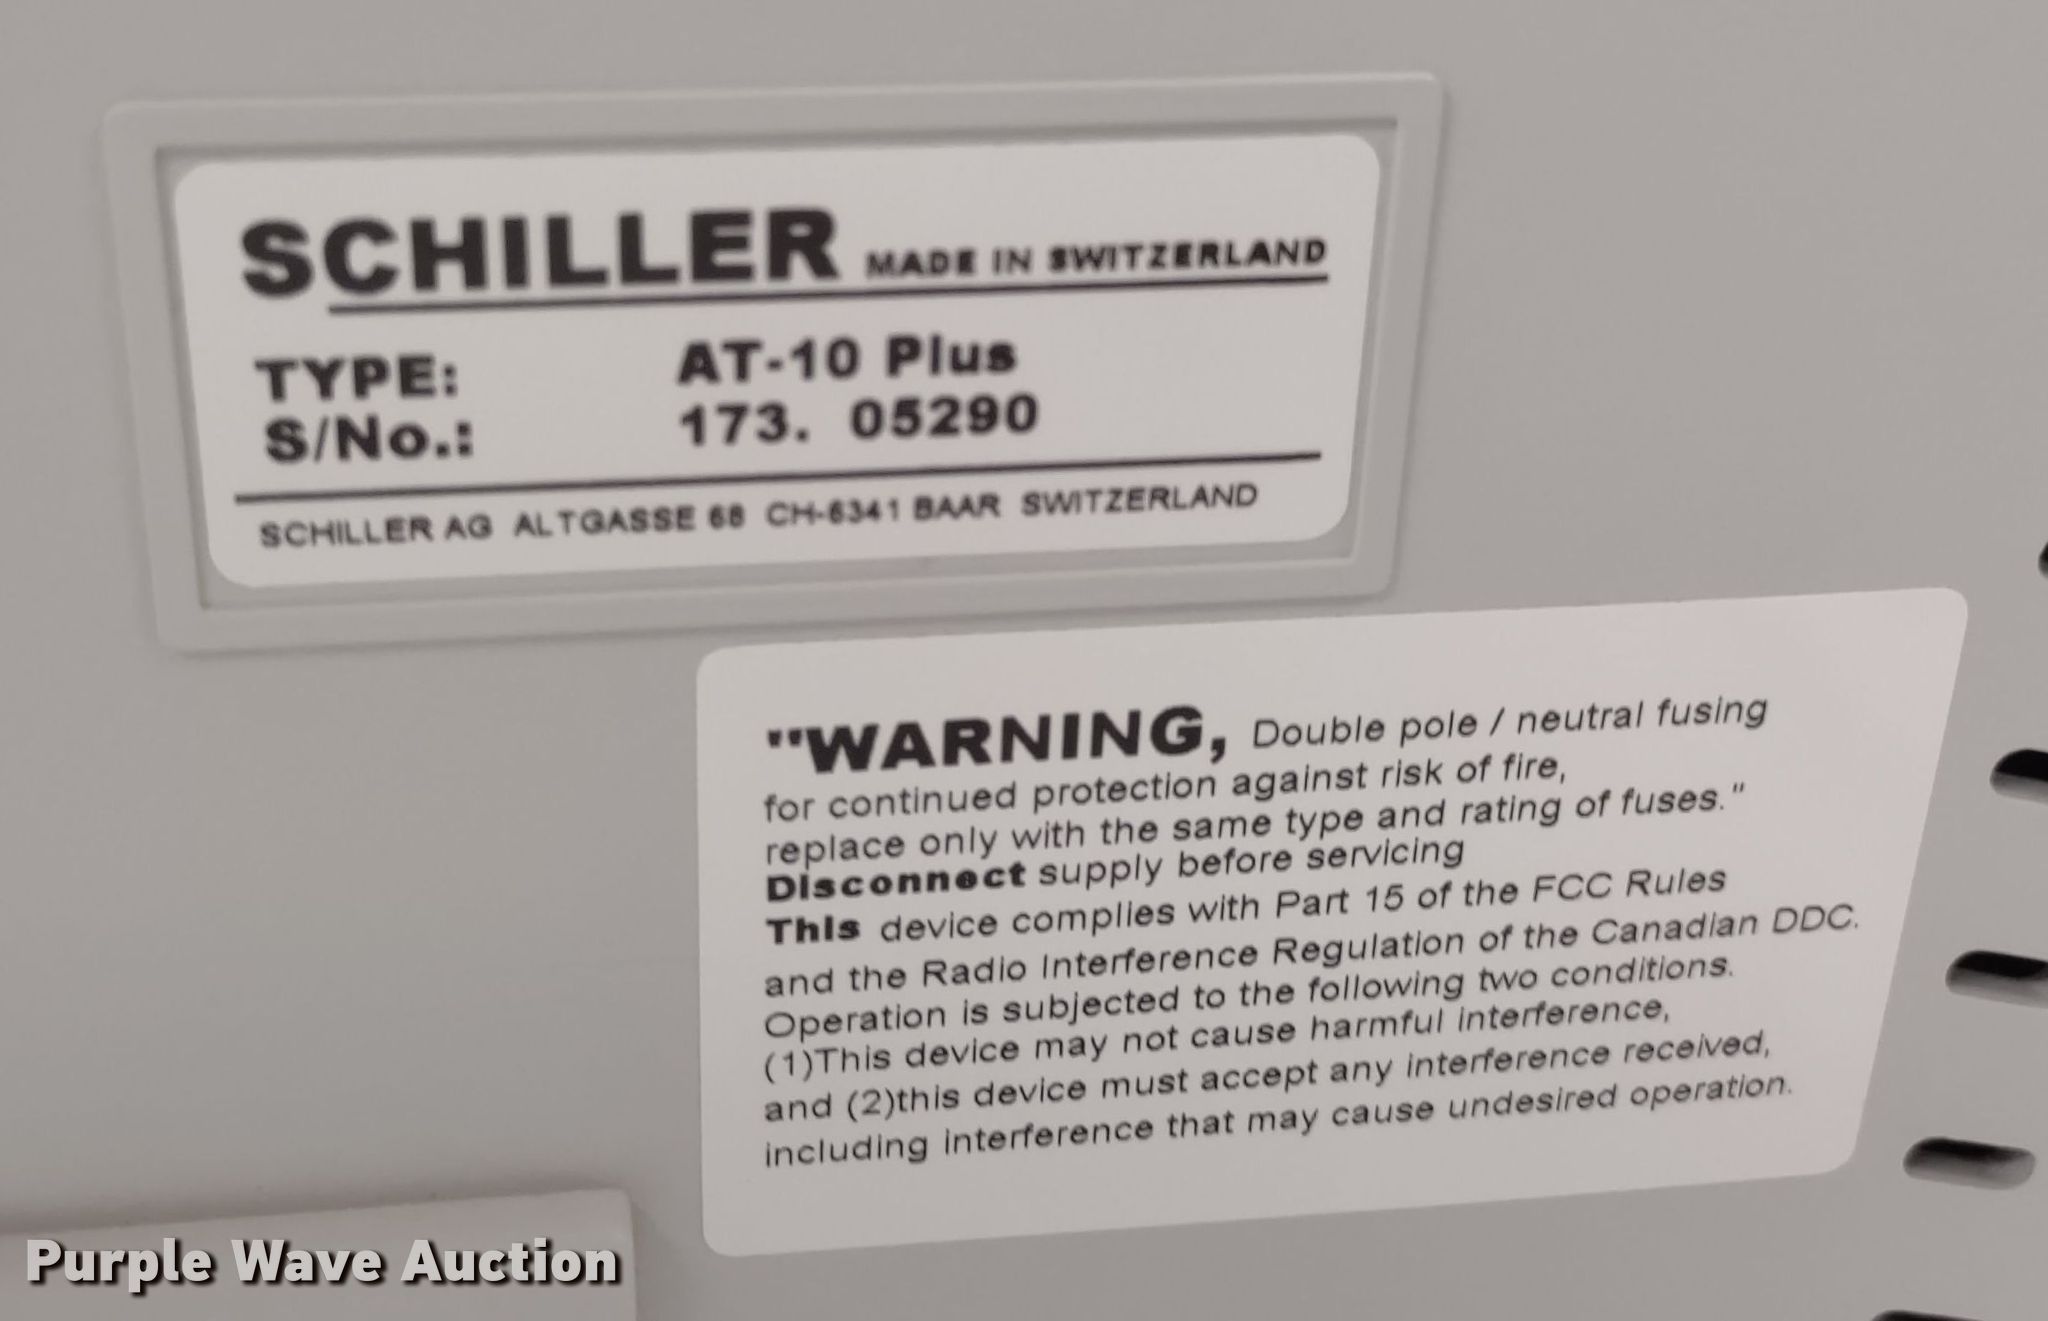 SCHILLER MADE IN SWITZERLAND
TYPE: AT-10 Plus
S/No.: 173. 05290
SCHILLER AG ALTGASSE 68 CH-6341 BAAR SWITZERLAND
"WARNING, Double pole / neutral fusing
for continued protection against risk of fire,
replace only with the same type and rating of fuses."
Disconnect supply before servicing
This device complies with Part 15 of the FCC Rules
and the Radio Interference Regulation of the Canadian DDC.
Operation is subjected to the following two conditions.
(1)This device may not cause harmful interference,
and (2)this device must accept any interference received,
including interference that may cause undesired operation.
Purple Wave Auction